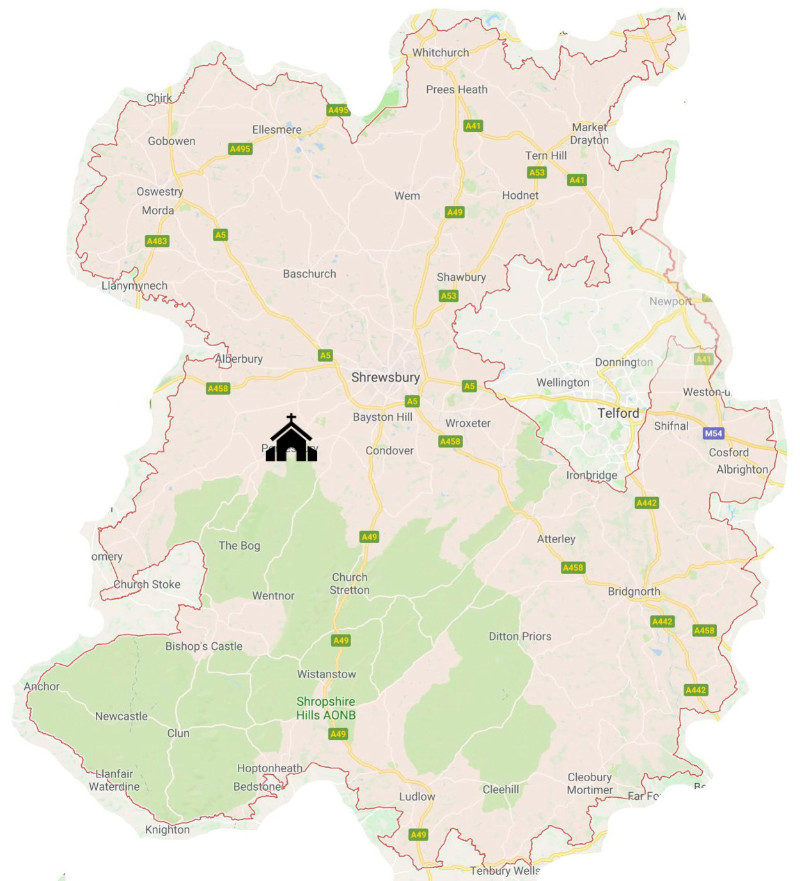 M
Whitchurch
Prees Heath
Chirk
A495
Ellesmere
A41
Market
Drayton
Gobowen
A495
Tern Hill
A53
A41
Oswestry
Wem
Hodnet
Morda
A49
A483
A5
Baschurch
Shawbury
Llanymynech
A53
Newport
Alberbury
A5
A41
Donnington
Shrewsbury
Wellington
A458
A5
Weston-u
A5
Telford
Bayston Hill
Wroxeter
Shifnal
M54
A458
Condover
Cosford
Albrighton
Ironbridge
A442
A49
Atterley
The Bog
omery
A458
Church
Stretton
Church Stoke
Wentnor
Bridgnorth
A442
A458
Ditton Priors
A49
Bishop's Castle
Wistanstow
Anchor
A442
Shropshire
Hills AONB
Newcastle
Clun
A49
Hoptonheath
Llanfair
Waterdine
Bedstone
Cleobury
Mortimer
Cleehill
Ludlow
Far Fo
Knighton
A49
Tenbury Wells